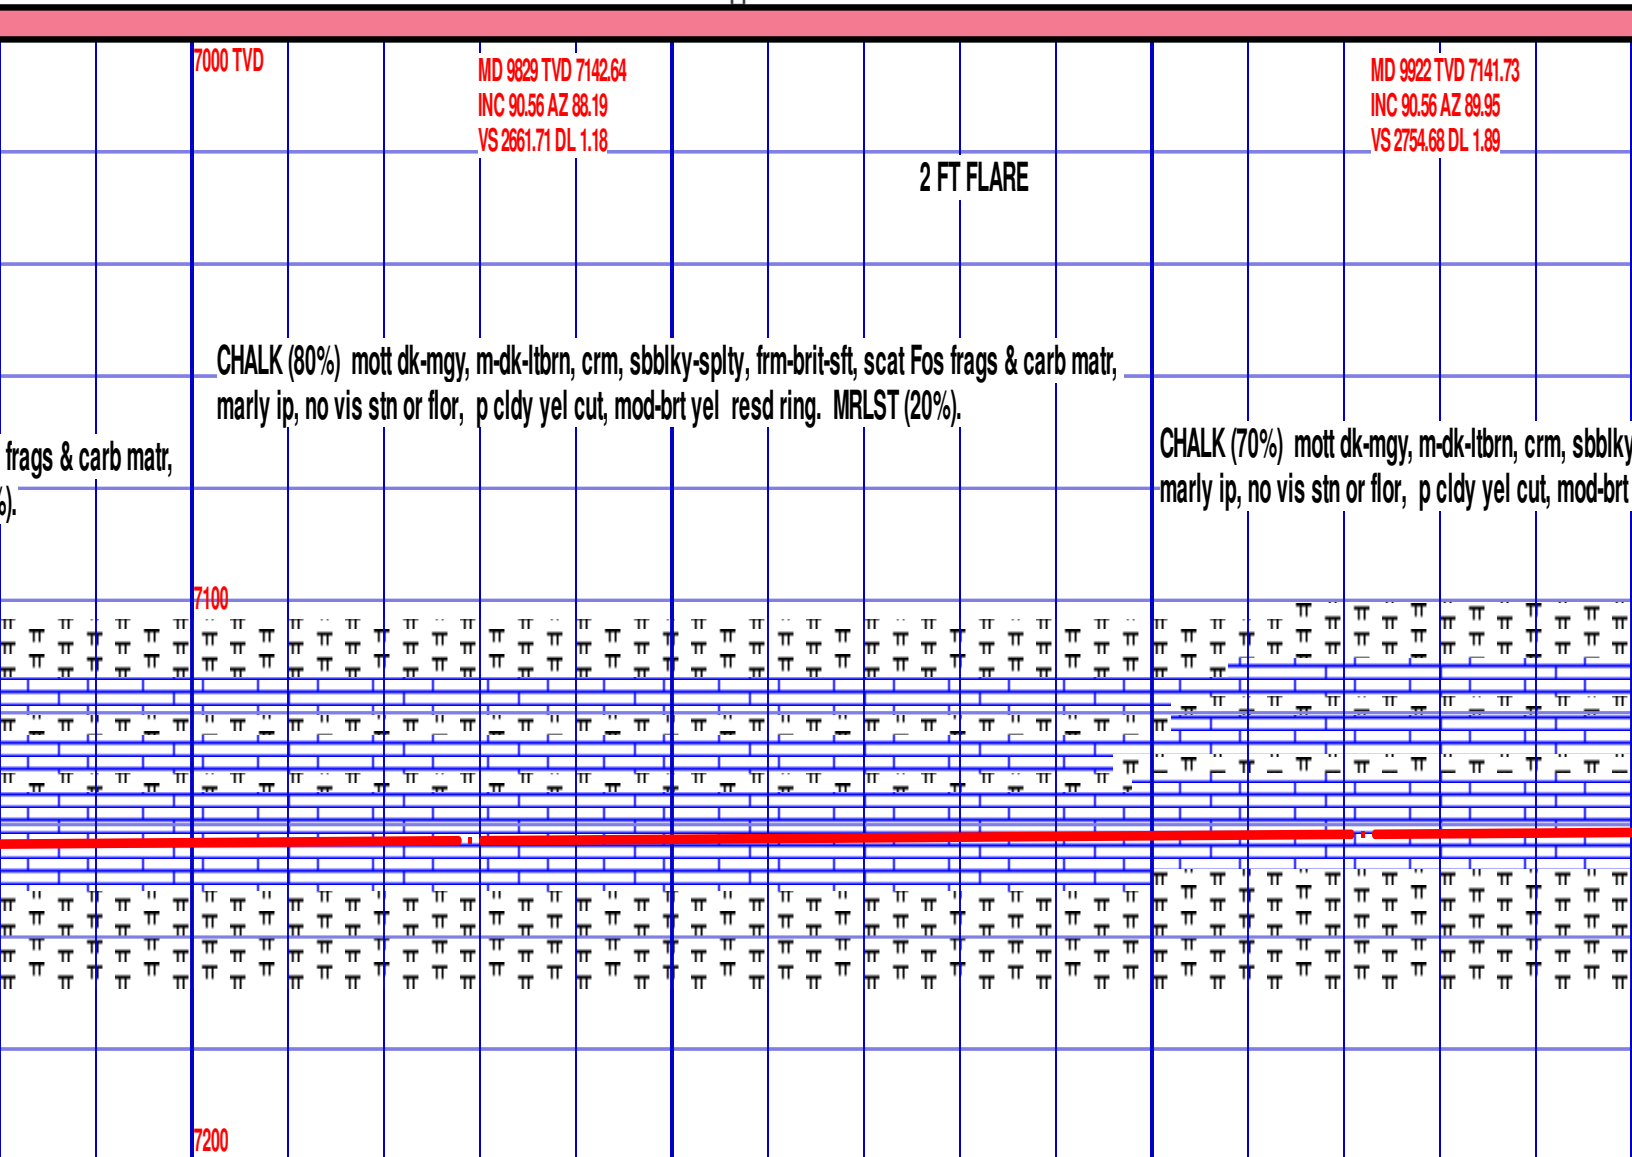 7000 TVD
MD 9829 TVD 7142.64
INC 90.56 AZ 88.19
VS 2661.71 DL 1.18
MD 9922 TVD 7141.73
INC 90.56 AZ 89.95
VS 2754.68 DL 1.89
2 FT FLARE
CHALK (80%) mott dk-mgy, m-dk-ltbrn, crm, sbblky-splty, frm-brit-sft, scat Fos frags & carb matr,
marly ip, no vis stn or flor, p cldy yel cut, mod-brt yel resd ring. MRLST (20%).
frags & carb matr,
%).
CHALK (70%) mott dk-mgy, m-dk-ltbrn, crm, sbblky
marly ip, no vis stn or flor, p cldy yel cut, mod-brt
7100
7200